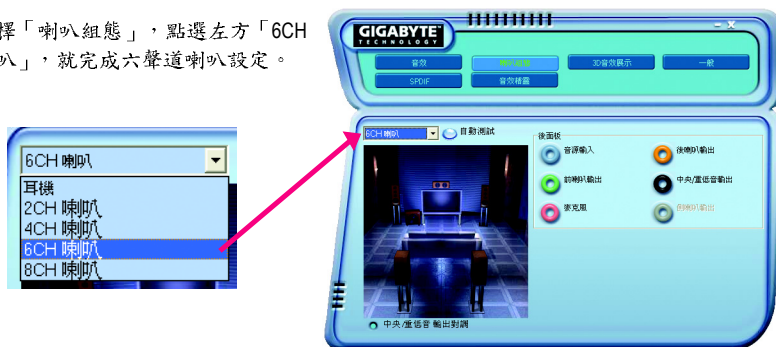 擇「喇叭組態」，點選左方「6CH
叭」，就完成六聲道喇叭設定。
6CH 喇叭
耳機
2CH 喇叭
4CH 喇叭
6CH 喇叭
8CH 喇叭
GIGABYTE™
TECHNOLOGY
- X
音效
喇叭組態
3D音效展示
一般
SPDIF
音效精靈
6CH 喇叭
自動測試
後面板
音源輸入
後喇叭輸出
前喇叭輸出
中央/重低音輸出
麥克風
側喇叭輸出
中央/重低音 輸出對調